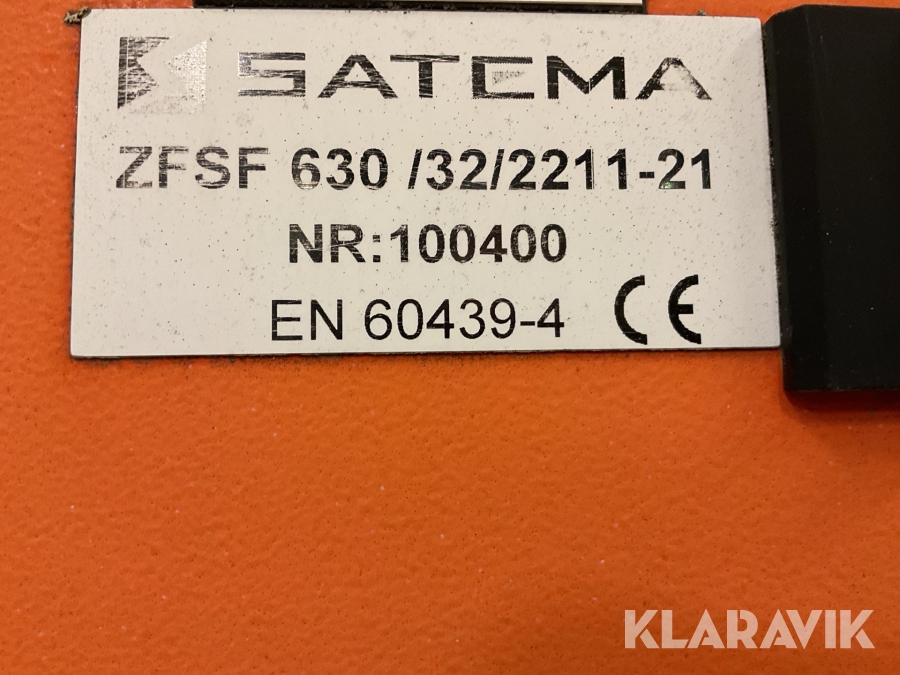 SATEMA
ZFSF 630 /32/2211-21
NR:100400
EN 60439-4 CE
KLARAVIK